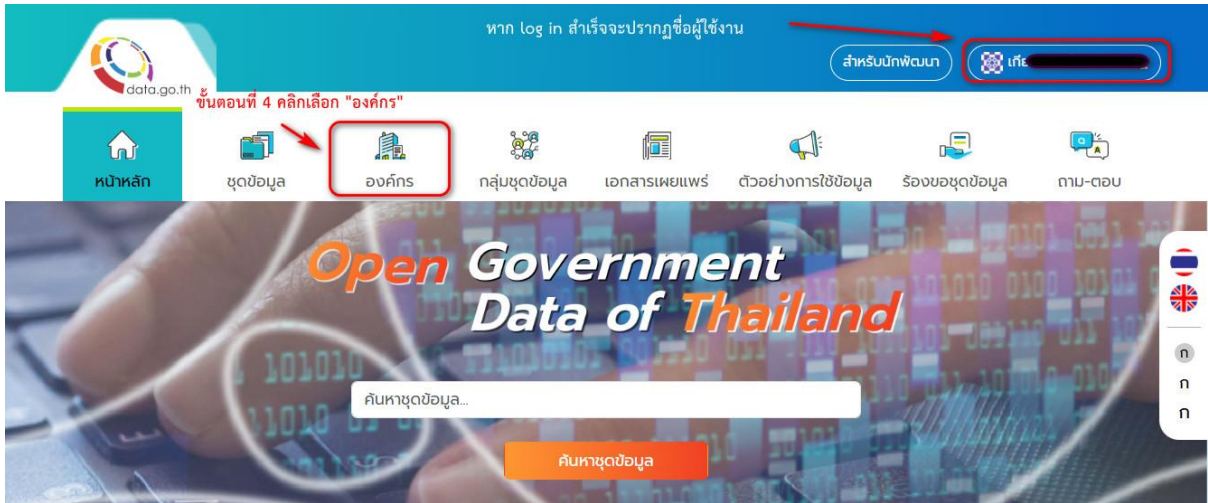 หาก log in สำเร็จจะปรากฏชื่อผู้ใช้งาน
สำหรับนักพัฒนา
เกีย
data.go.th
ขั้นตอนที่ 4 คลิกเลือก "องค์กร"
หน้าหลัก
ชุดข้อมูล
องค์กร
กลุ่มชุดข้อมูล
เอกสารเผยแพร่
ตัวอย่างการใช้ข้อมูล
ร้องขอชุดข้อมูล
ถาม-ตอบ
Open Government
Data of Thailand
ค้นหาชุดข้อมูล...
ค้นหาชุดข้อมูล
ก
ก
ก